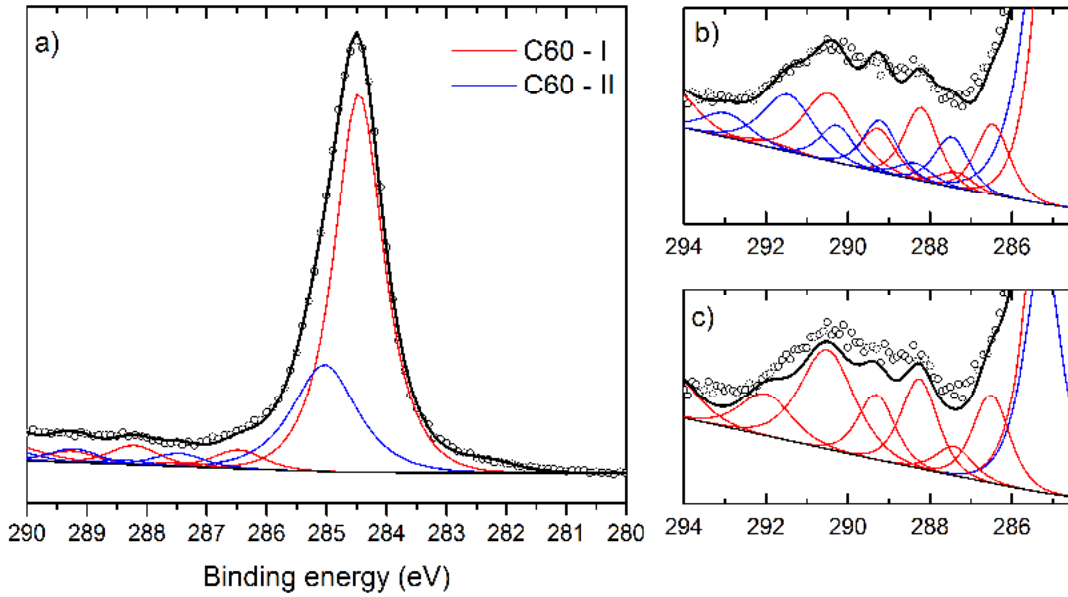 a)
C60 - I
C60 - II
290 289 288 287 286 285 284 283 282 281 280
Binding energy (eV)
b)
294 292 290 288 286
c)
294 292 290 288 286